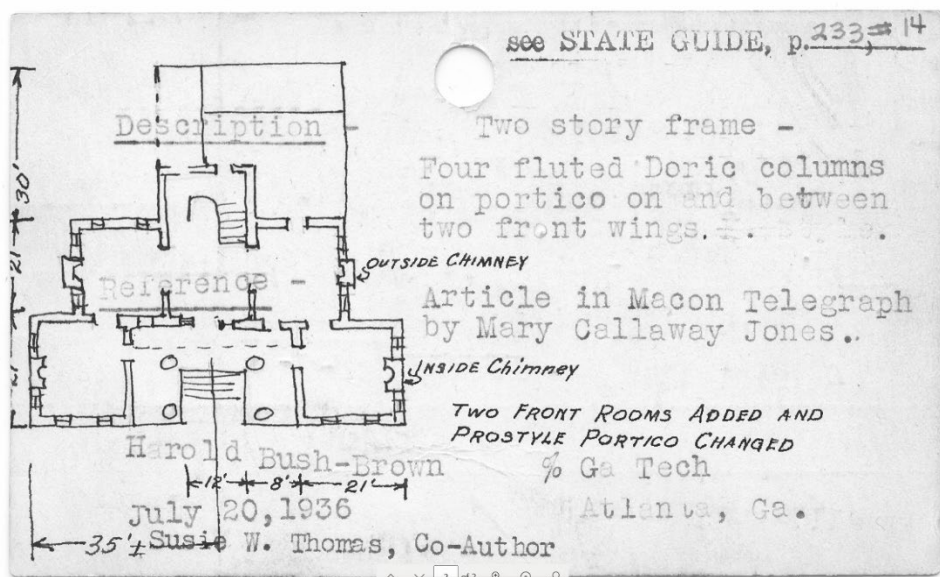 see STATE GUIDE, p. 233, #14
Description -
Two story frame -
Four fluted Doric columns
on portico on and between
two front wings.
30'
21'
OUTSIDE CHIMNEY
Reference -
Article in Macon Telegraph
by Mary Callaway Jones..
21'
INSIDE Chimney
TWO FRONT ROOMS ADDED AND
PROSTYLE PORTICO CHANGED
Harold Bush-Brown
% Ga Tech
12' 8' 21'
July 20, 1936
Atlanta, Ga.
35'± Susie W. Thomas, Co-Author